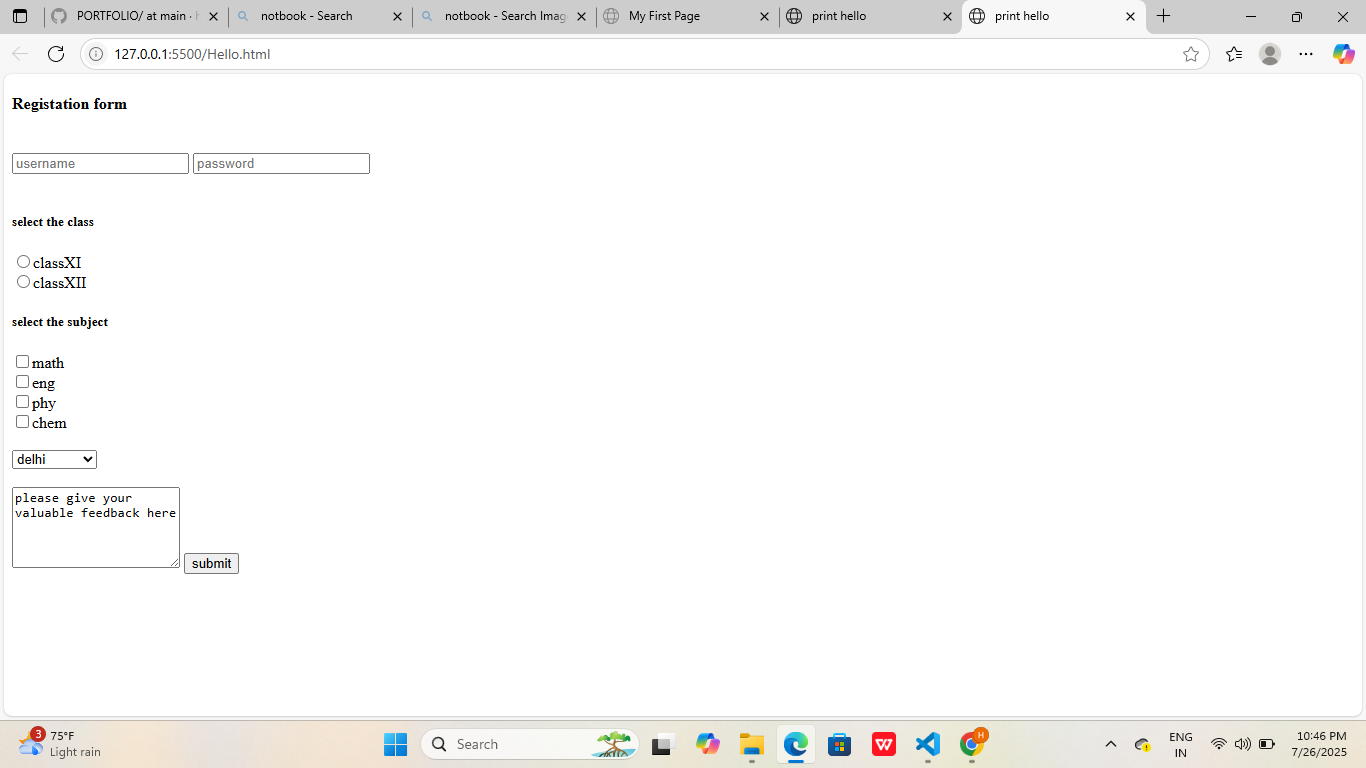 PORTFOLIO/ at main ·
notbook - Search
notbook - Search Imag
My First Page
print hello
print hello
127.0.0.1:5500/Hello.html
Registation form
username password
select the class
classXI
classXII
select the subject
math
eng
phy
chem
delhi
please give your
valuable feedback here
submit
3
75°F
Light rain
Search
H
ENG
IN
10:46 PM
7/26/2025